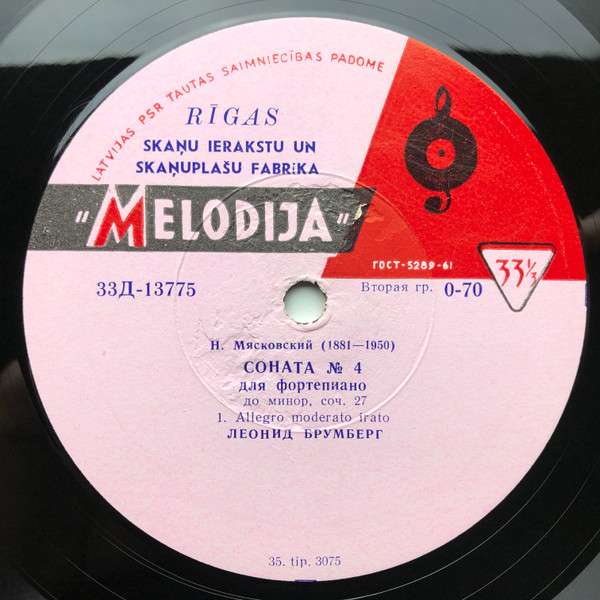 LATVIJAS PSR TAUTAS SAIMNIECĪBAS PADOME
RĪGAS
SKAŅU IERAKSTU UN
SKAŅUPLAŠU FABRIKA
"MELODIJA"
ГОСТ-5289-61
33⅓
33Д-13775
Вторая гр. 0-70
Н. Мясковский (1881—1950)
СОНАТА № 4
для фортепиано
до минор, соч. 27
1. Allegro moderato irato
ЛЕОНИД БРУМБЕРГ
35. tip. 3075